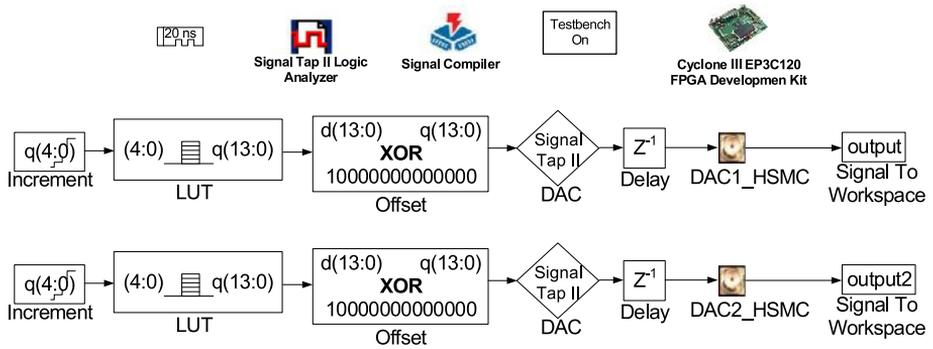 20 ns
Signal Tap II Logic
Analyzer
Signal Compiler
Testbench
On
Cyclone III EP3C120
FPGA Developmen Kit
q(4:0)
Increment
(4:0) q(13:0)
LUT
d(13:0) q(13:0)
XOR
10000000000000
Offset
Signal
Tap II
DAC
Z-1
Delay
DAC1_HSMC
output
Signal To
Workspace
q(4:0)
Increment
(4:0) q(13:0)
LUT
d(13:0) q(13:0)
XOR
10000000000000
Offset
Signal
Tap II
DAC
Z-1
Delay
DAC2_HSMC
output2
Signal To
Workspace